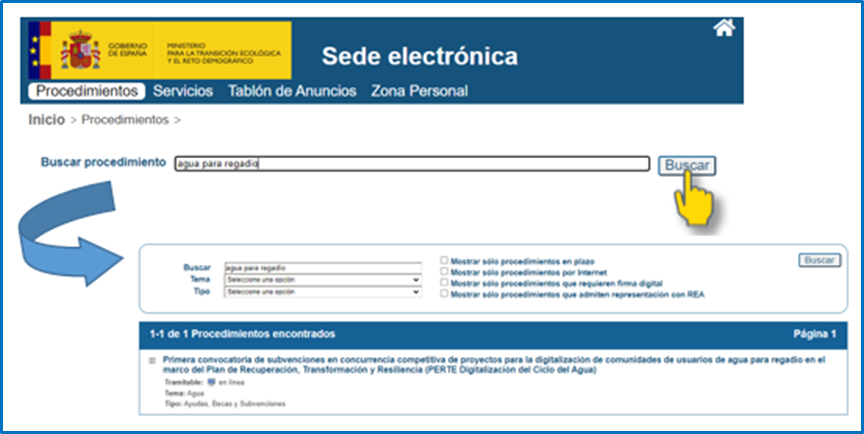 GOBIERNO
DE ESPAÑA
MINISTERIO
PARA LA TRANSICIÓN ECOLÓGICA
Y EL RETO DEMOGRÁFICO
Sede electrónica
Procedimientos Servicios Tablón de Anuncios Zona Personal
Inicio > Procedimientos >
Buscar procedimiento agua para regadio Buscar
Buscar agua para regadio
Tema Seleccione una opción
Tipo Seleccione una opción
Mostrar sólo procedimientos en plazo
Mostrar sólo procedimientos por Internet
Mostrar sólo procedimientos que requieren firma digital
Mostrar sólo procedimientos que admiten representación con REA
Buscar
1-1 de 1 Procedimientos encontrados Página 1
Primera convocatoria de subvenciones en concurrencia competitiva de proyectos para la digitalización de comunidades de usuarios de agua para regadío en el
marco del Plan de Recuperación, Transformación y Resiliencia (PERTE Digitalización del Ciclo del Agua)
Tramitable: en línea
Tema: Agua
Tipo: Ayudas, Becas y Subvenciones